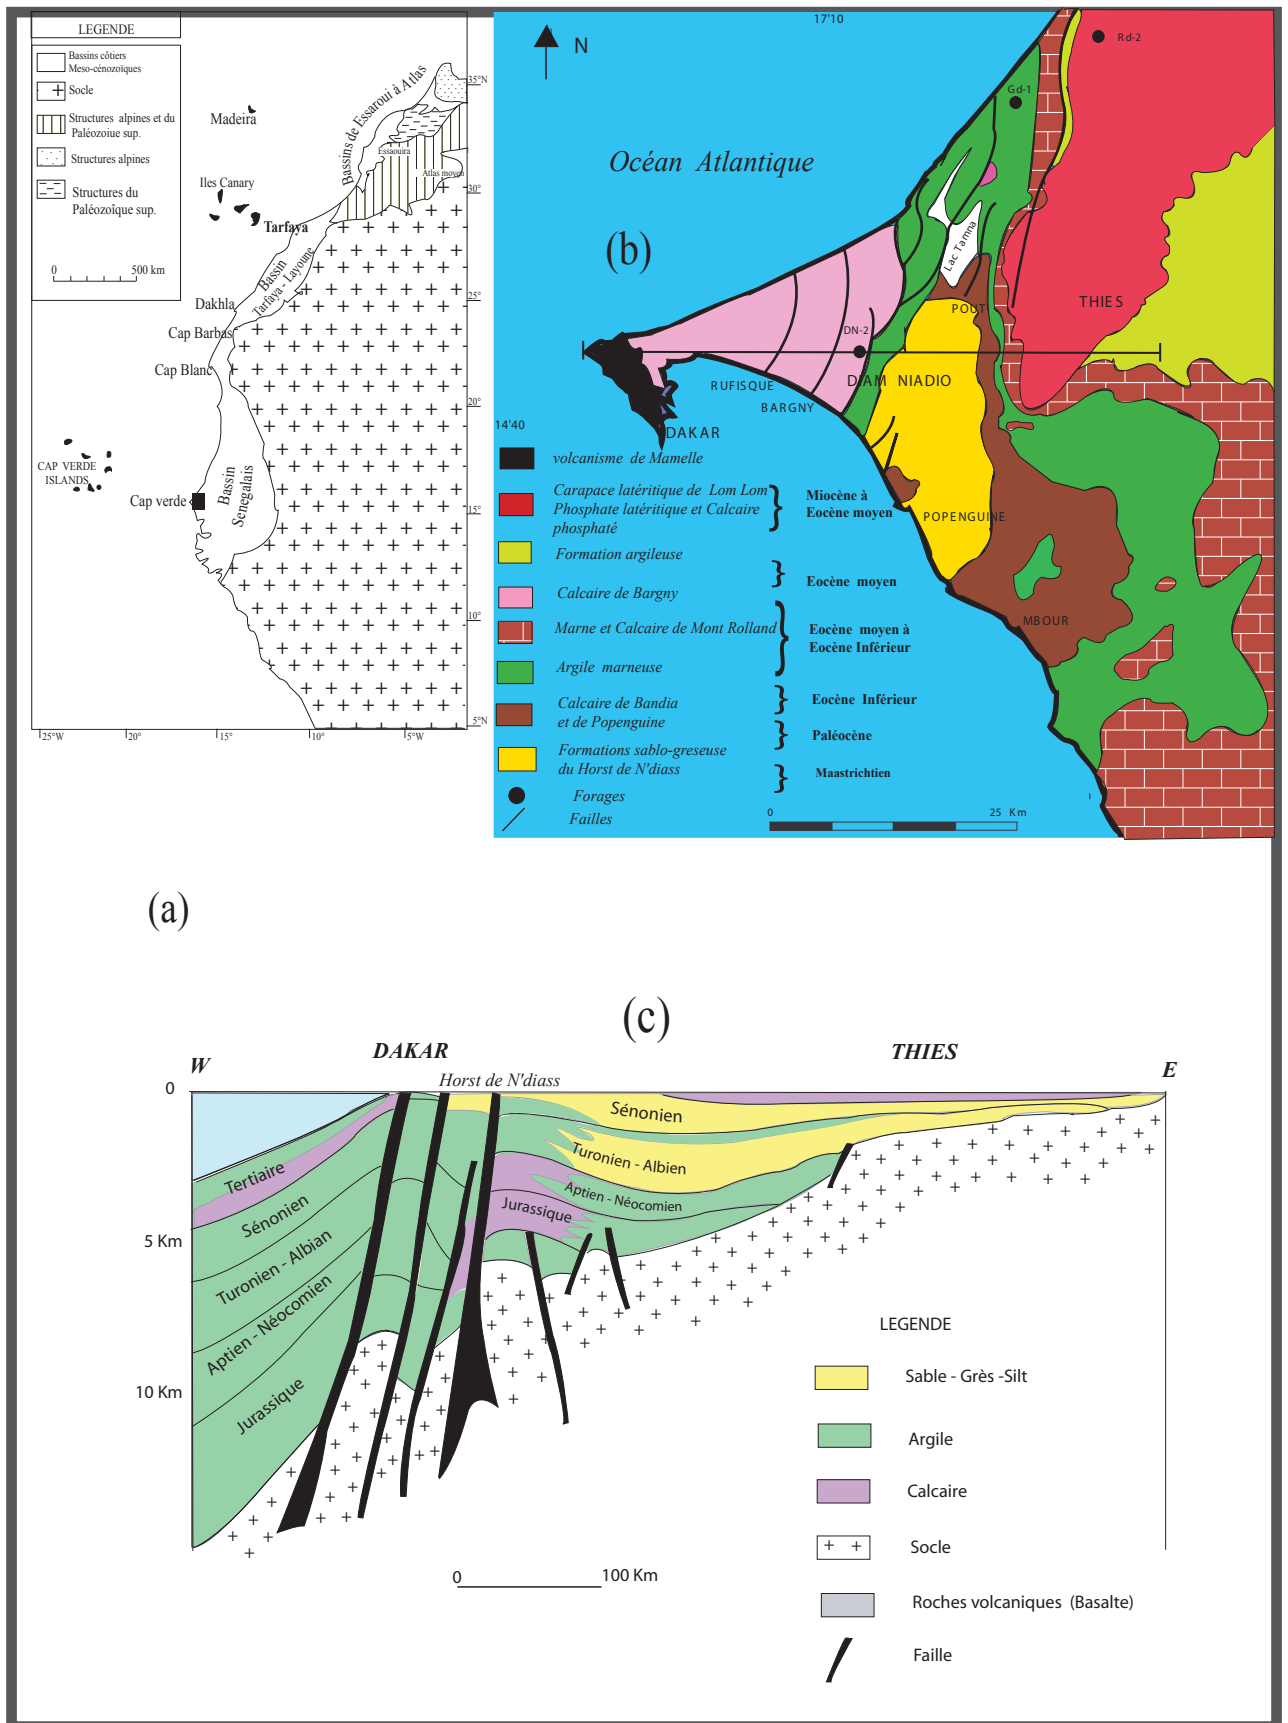 LEGENDE
Bassins côtiers
Meso-cénozoïques
Socle
Structures alpines et du
Paléozoiue sup.
Structures alpines
Structures du
Paléozoîque sup.
0 500 km
Madeira
Iles Canary
Tarfaya
Bassins de Essaroui à Atlas
Essaouira
Atlas moyen
Bassin
Tarfaya - Layoune
Dakhla
Cap Barbas
Cap Blanc
CAP VERDE
ISLANDS
Cap verde
Bassin
Senegalais
35°N
30°
25°
20°
15°
10°
5°N
25°W
20°
15°
10°
5°W
(a)
17'10
N
Rd-2
Gd-1
Océan Atlantique
(b)
Lac Tamna
POUT
THIES
DN-2
DIAM NIADIO
RUFISQUE
BARGNY
14'40
DAKAR
POPENGUINE
MBOUR
volcanisme de Mamelle
Carapace latéritique de Lom Lom
Phosphate latéritique et Calcaire
phosphaté
} Miocène à
Eocène moyen
Formation argileuse
} Eocène moyen
Calcaire de Bargny
Marne et Calcaire de Mont Rolland
} Eocène moyen à
Eocène Inférieur
Argile marneuse
} Eocène Inférieur
Calcaire de Bandia
et de Popenguine
} Paléocène
Formations sablo-greseuse
du Horst de N'diass
} Maastrichtien
Forages
Failles
0 25 Km
)
(c)
W DAKAR THIES E
Horst de N'diass
0
5 Km
10 Km
Tertiaire
Sénonien
Turonien - Albian
Aptien - Néocomien
Jurassique
Sénonien
Turonien - Albien
Aptien - Néocomien
Jurassique
0 100 Km
LEGENDE
Sable - Grès -Silt
Argile
Calcaire
Socle
Roches volcaniques (Basalte)
Faille